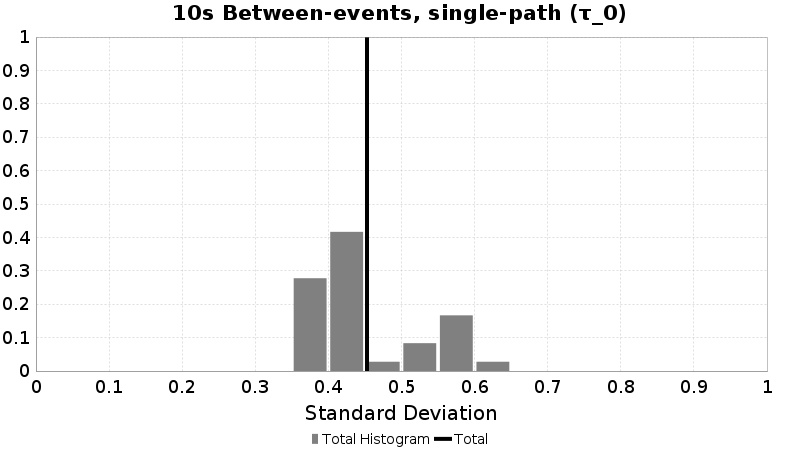 10s Between-events, single-path (τ_0)
1
0.9
0.8
0.7
0.6
0.5
0.4
0.3
0.2
0.1
0
0 0.1 0.2 0.3 0.4 0.5 0.6 0.7 0.8 0.9 1
Standard Deviation
Total Histogram Total